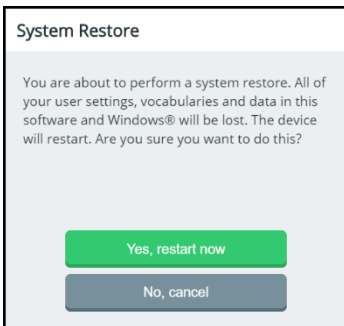 System Restore
You are about to perform a system restore. All of
your user settings, vocabularies and data in this
software and Windows® will be lost. The device
will restart. Are you sure you want to do this?
Yes, restart now
No, cancel